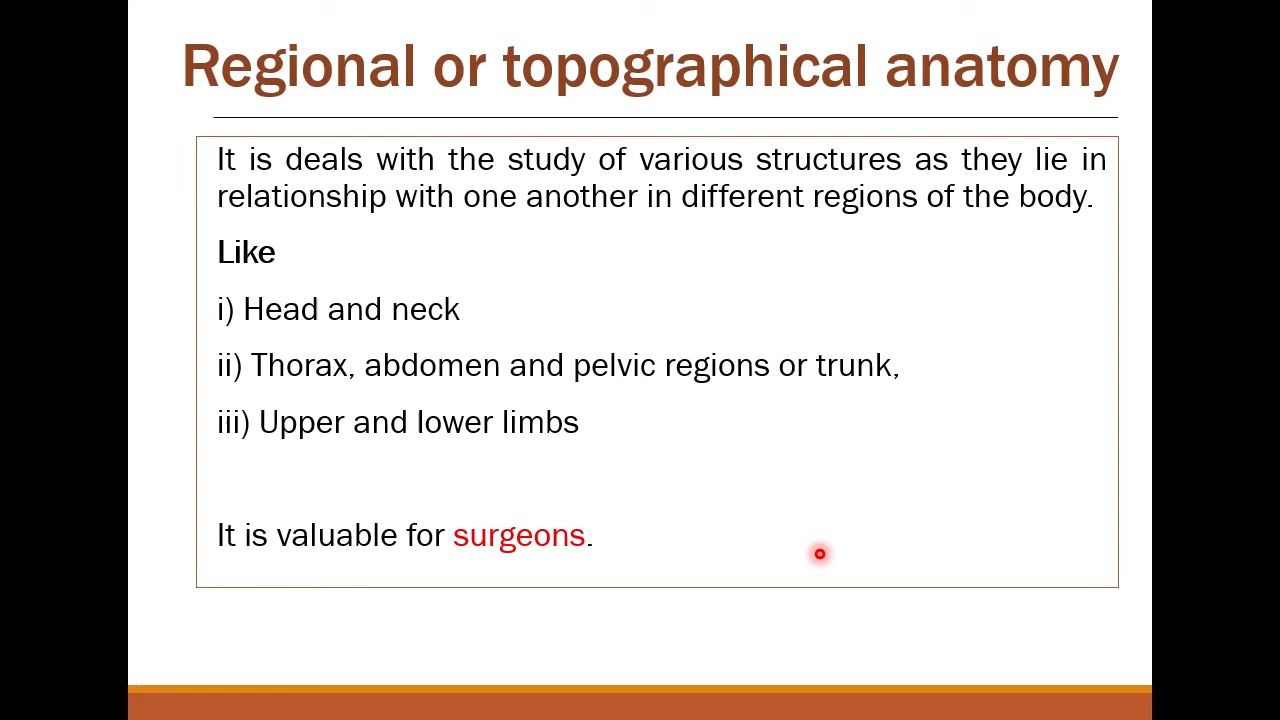 Regional or topographical anatomy
It is deals with the study of various structures as they lie in
relationship with one another in different regions of the body.
Like
i) Head and neck
ii) Thorax, abdomen and pelvic regions or trunk,
iii) Upper and lower limbs
It is valuable for surgeons.